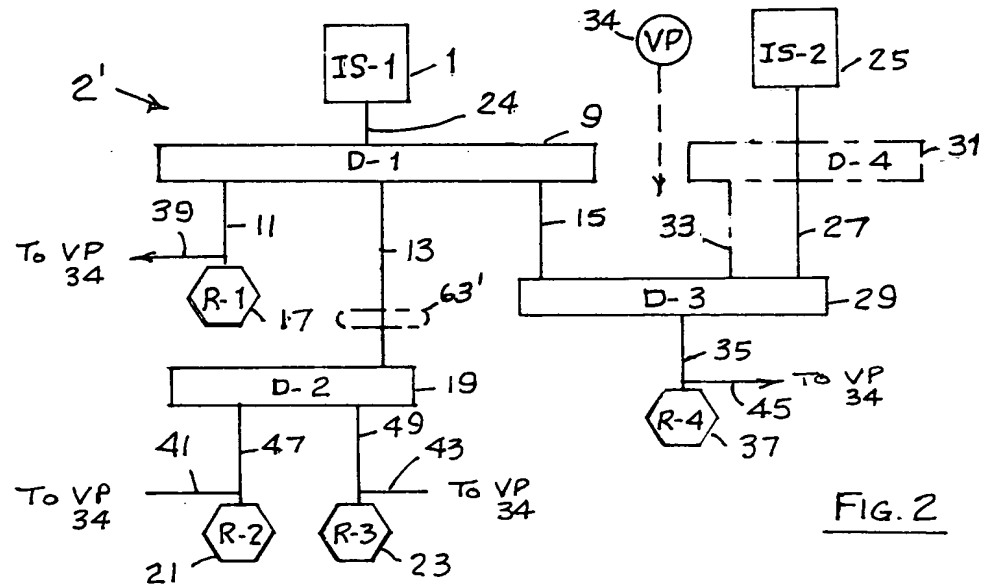 34
VP
IS-1
1
IS-2
25
2'
24
9
D-1
31
D-4
39
11
13
15
33
27
To VP
34
R-1
17
63'
D-3
29
D-2
19
35
To VP
34
45
R-4
37
41
47
49
43
To VP
34
To VP
34
R-2
R-3
21
23
FIG. 2